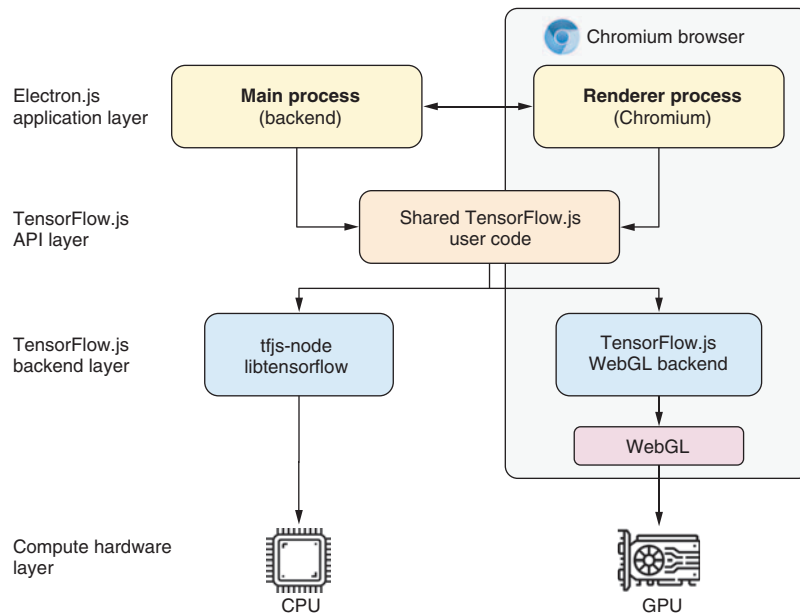 Chromium browser
Electron.js
application layer
Main process
(backend)
Renderer process
(Chromium)
TensorFlow.js
API layer
Shared TensorFlow.js
user code
TensorFlow.js
backend layer
tfjs-node
libtensorflow
TensorFlow.js
WebGL backend
WebGL
Compute hardware
layer
CPU
GPU